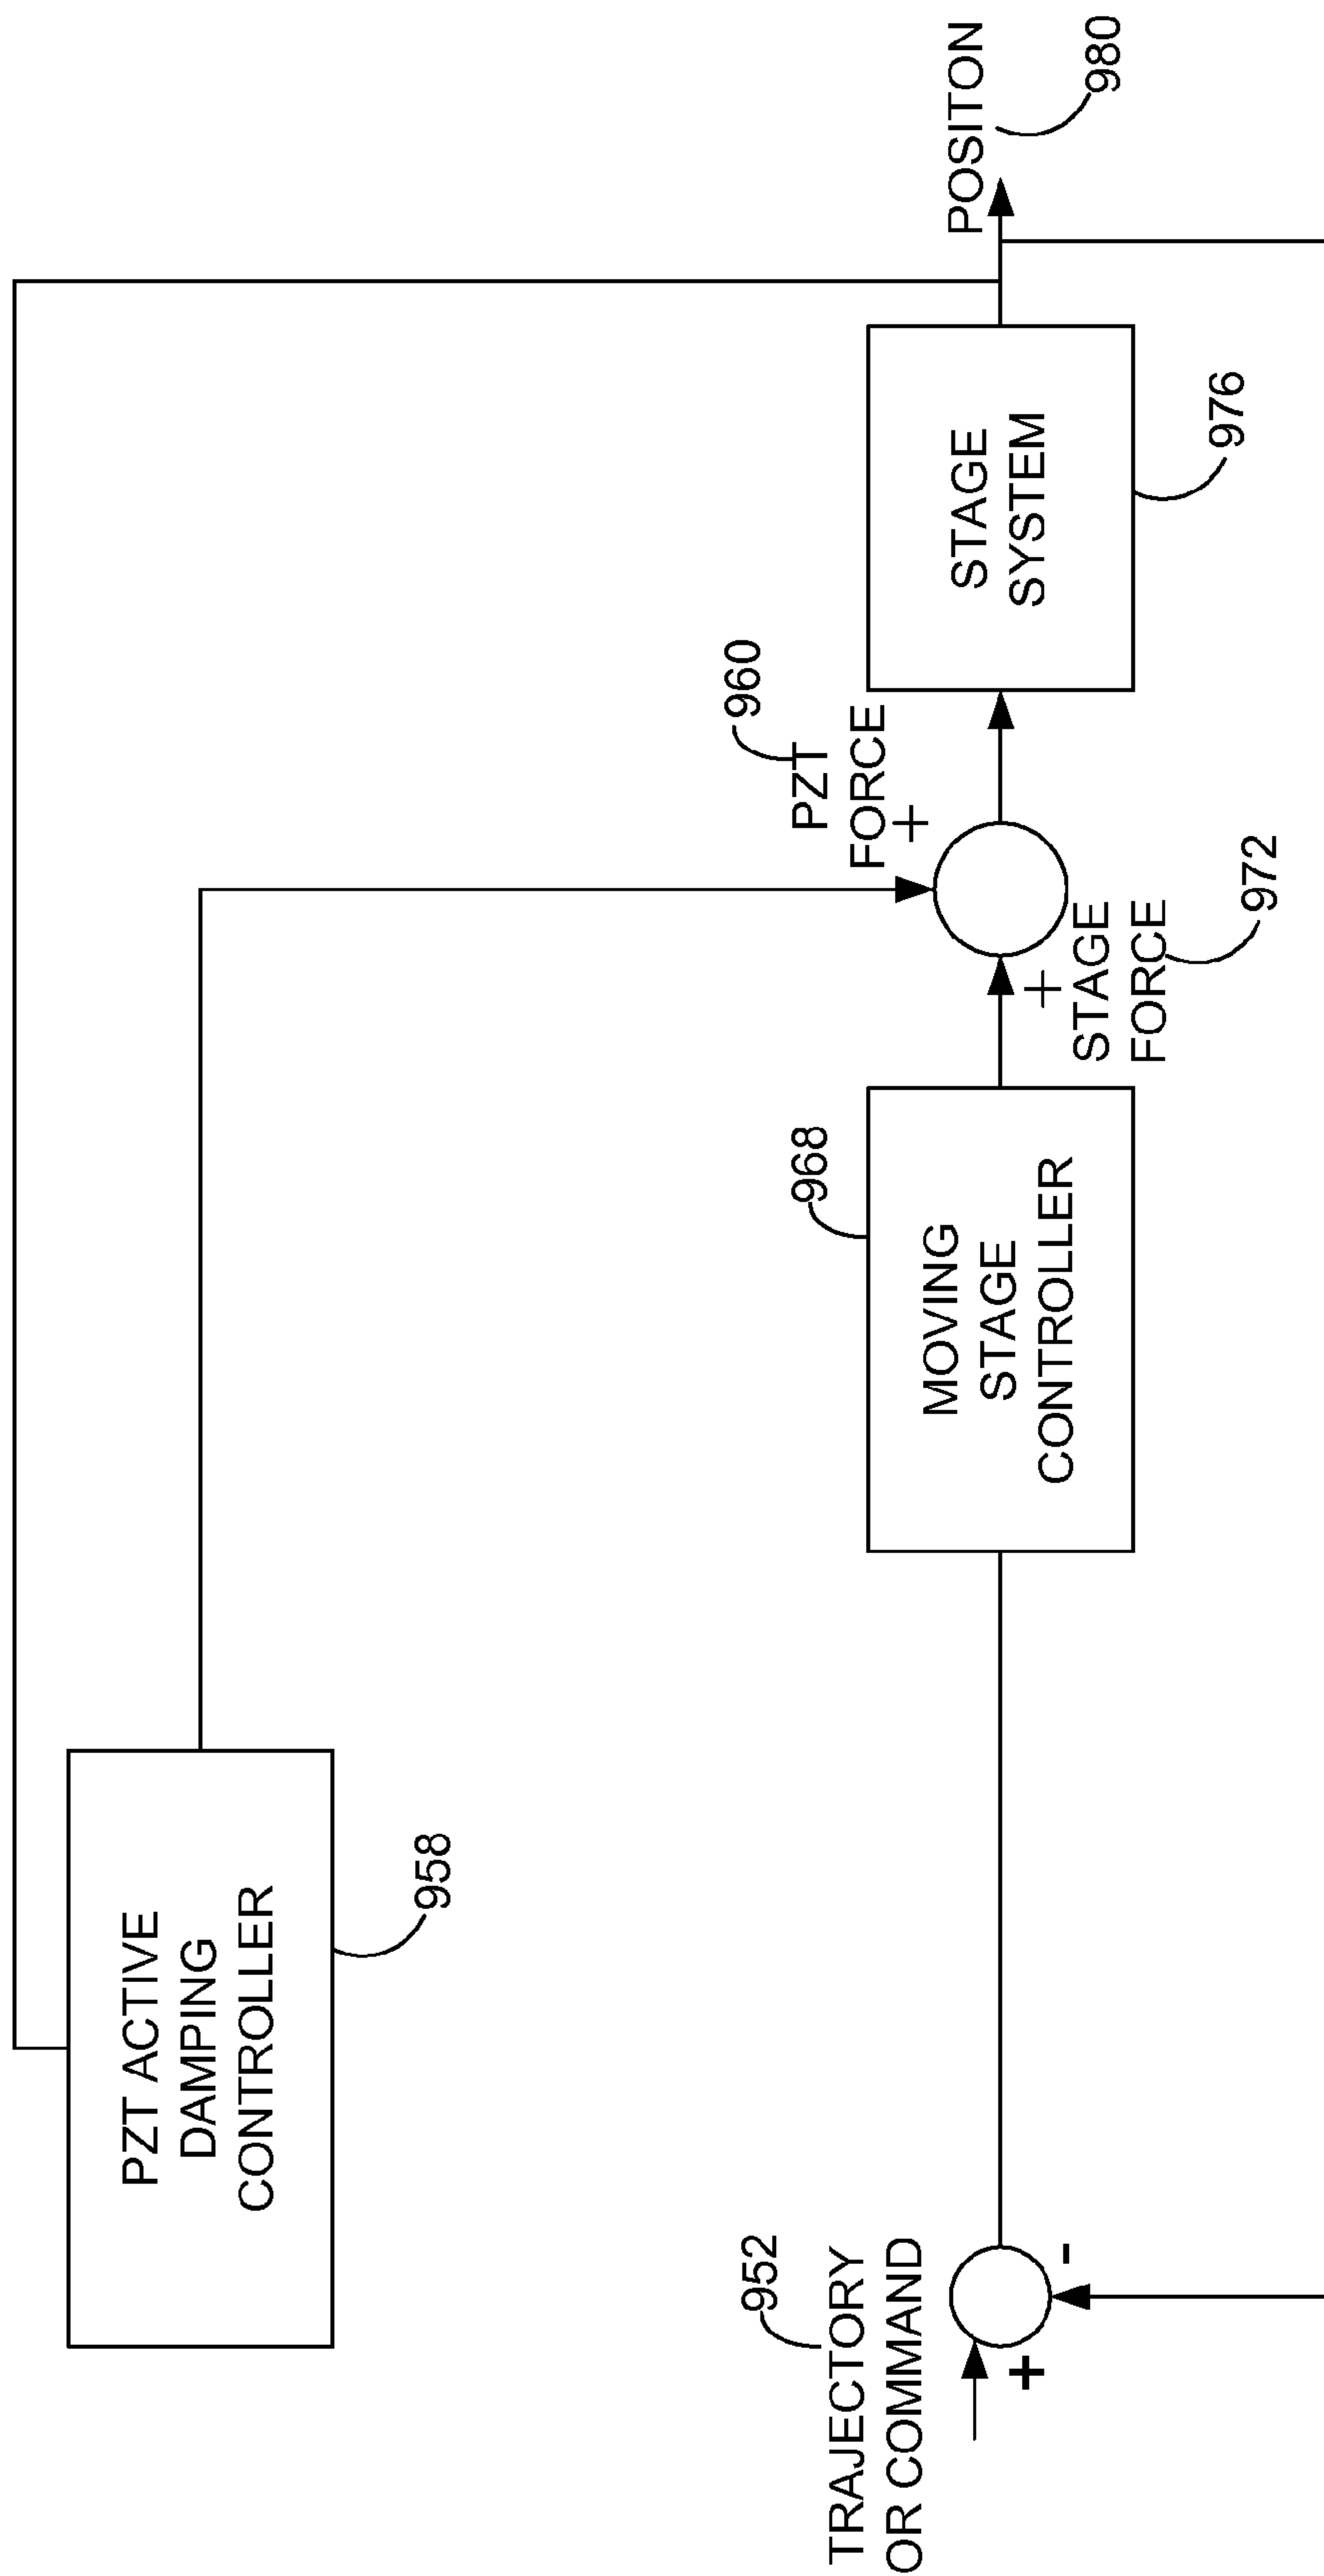 PZT ACTIVE
DAMPING
CONTROLLER
958
952
TRAJECTORY
OR COMMAND
+
-
968
MOVING
STAGE
CONTROLLER
960
PZT
FORCE
+
+
STAGE
FORCE
972
STAGE
SYSTEM
976
POSITON
980